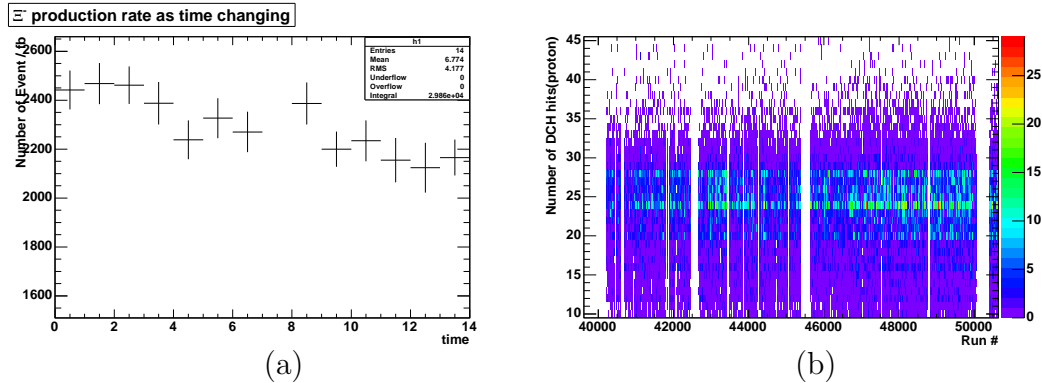 Ξ⁻ production rate as time changing
Number of Event / fb
2600
2400
2200
2000
1800
1600
0 2 4 6 8 10 12 14
time
h1
Entries 14
Mean 6.774
RMS 4.177
Underflow 0
Overflow 0
Integral 2.986e+04
(a)
Number of DCH hits(proton)
45
40
35
30
25
20
15
10
40000 42000 44000 46000 48000 50000
Run #
25
20
15
10
5
0
(b)